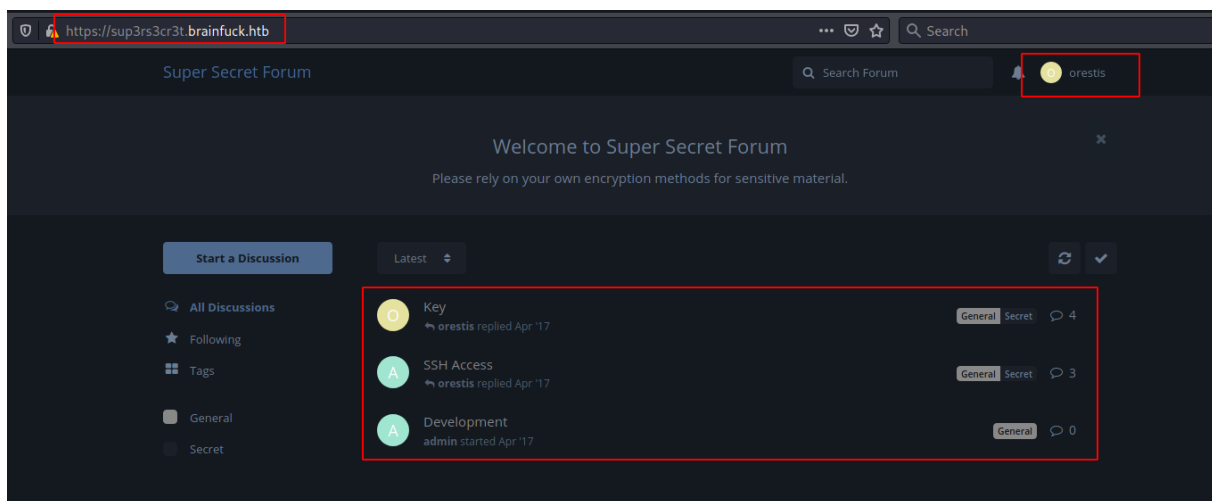 https://sup3rs3cr3t.brainfuck.htb
Search
Super Secret Forum
Search Forum
O orestis
Welcome to Super Secret Forum
Please rely on your own encryption methods for sensitive material.
Start a Discussion
Latest
All Discussions
Following
Tags
General
Secret
O
Key
orestis replied Apr '17
General Secret 4
A
SSH Access
orestis replied Apr '17
General Secret 3
A
Development
admin started Apr '17
General 0